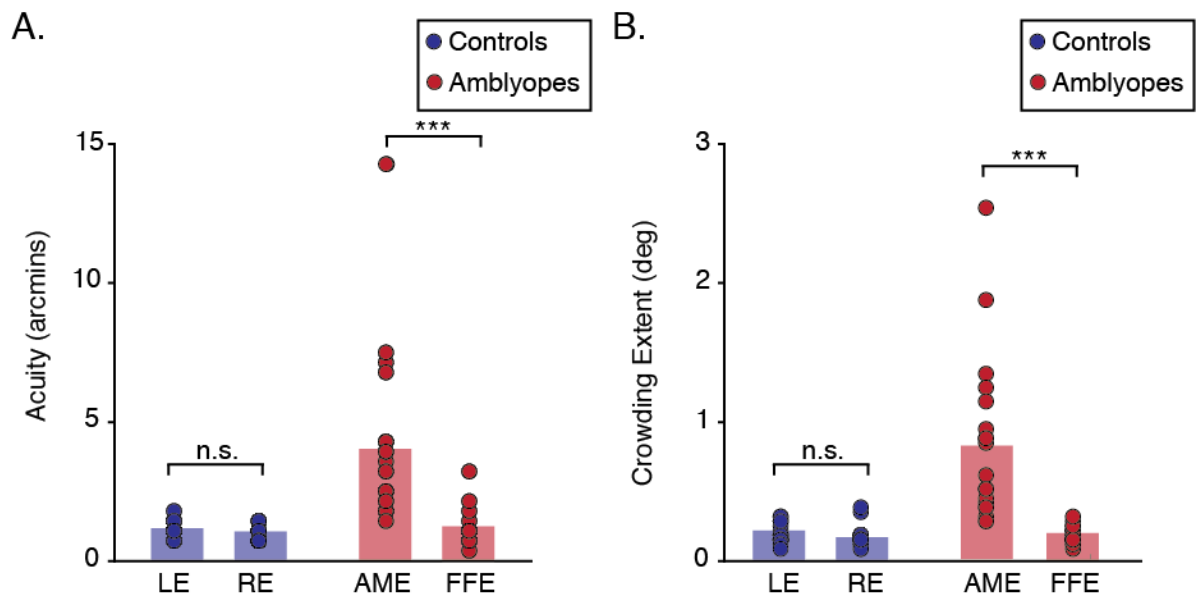 A.
Controls
Amblyopes
***
15
10
5
0
Acuity (arcmins)
n.s.
LE RE AME FFE
B.
Controls
Amblyopes
***
3
2
1
0
Crowding Extent (deg)
n.s.
LE RE AME FFE